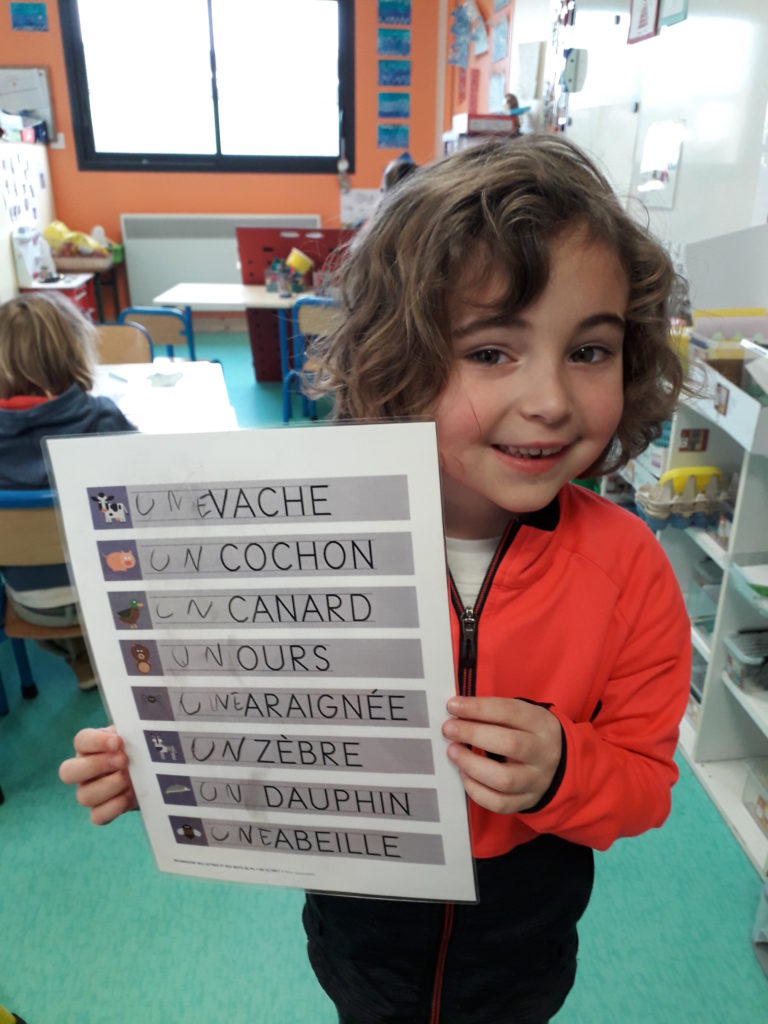 UNE VACHE
UN COCHON
UN CANARD
UN OURS
UNE ARAIGNÉE
UN ZÈBRE
UN DAUPHIN
UNE ABEILLE